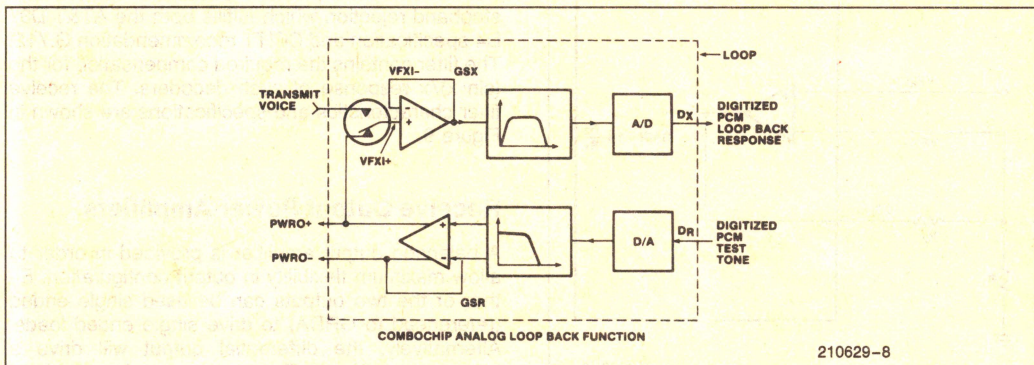 LOOP
VFXI–
GSX
TRANSMIT
VOICE
–
+
VFXI+
A/D
DX
DIGITIZED
PCM
LOOP BACK
RESPONSE
PWRO+
PWRO–
+
–
GSR
D/A
DR
DIGITIZED
PCM
TEST
TONE
COMBOCHIP ANALOG LOOP BACK FUNCTION
210629–8